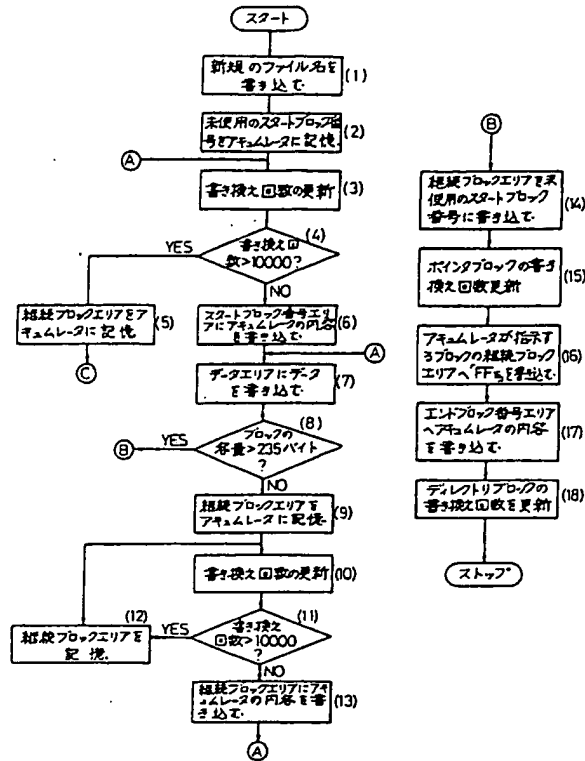 スタート
新規のファイル名を
書き込む.
(1)
未使用のスタートブロック番
号をアキュムレータに記憶.
(2)
A
書き換え回数の更新
(3)
(4)
書き換え回
数>10000?
YES
NO
継続ブロックエリアをア
キュムレータに記憶
(5)
C
スタートブロック番号エリア
にアキュムレータの内容
を書き込む.
(6)
A
データエリアにデータ
を書き込む.
(7)
(8)
ブロックの
容量>235バイト
?
YES
B
NO
継続ブロックエリアを
アキュムレータに記憶.
(9)
書き換え回数の更新
(10)
(11)
書き換え
回数>10000
?
YES
(12)
継続ブロックエリアを
記憶.
NO
継続ブロックエリアにアキ
ュムレータの内容を書
き込む.
(13)
A
B
継続ブロックエリアを未
使用のスタートブロック
番号に書き込む.
(14)
ポインタブロックの書き
換え回数更新
(15)
アキュムレータが指示す
るブロックの継続ブロック
エリアへ"FF"を書き込む.
(16)
エンドブロック番号エリア
へアキュムレータの内容
を書き込む.
(17)
ディレクトリブロックの
書き換え回数を更新
(18)
ストップ